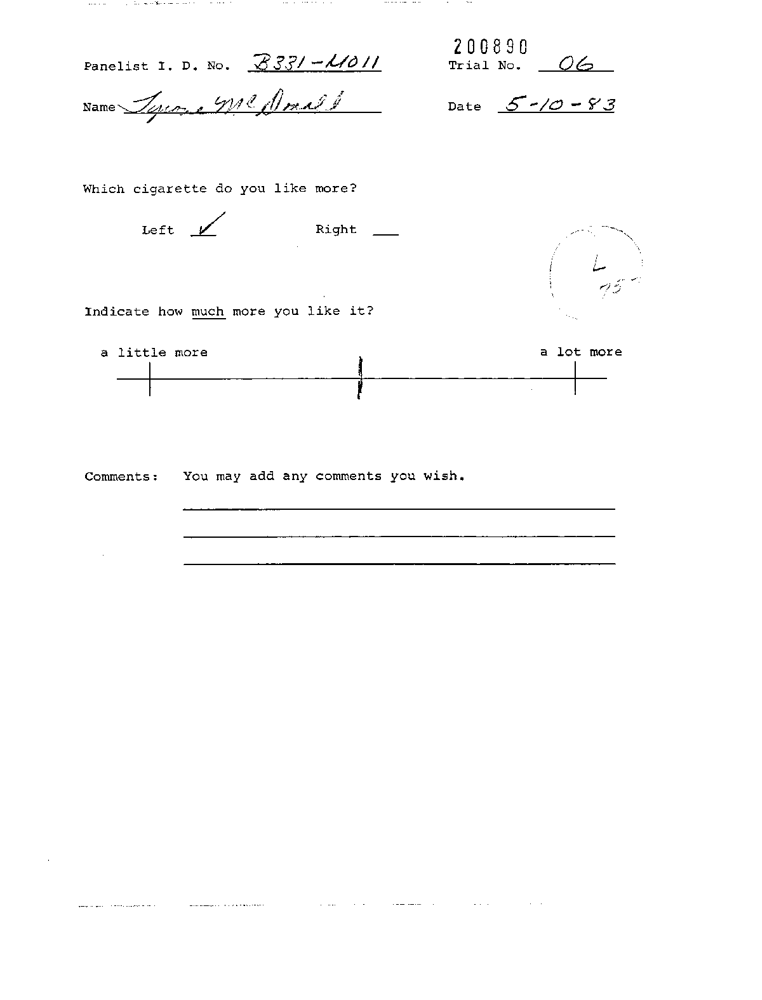 200890
Panelist I. D. No. B331-M011 Trial No. 06
Name Tyrone McDonald Date 5-10-83
Which cigarette do you like more?
Left ✓ Right
L
75
Indicate how much more you like it?
a little more a lot more
Comments: You may add any comments you wish.